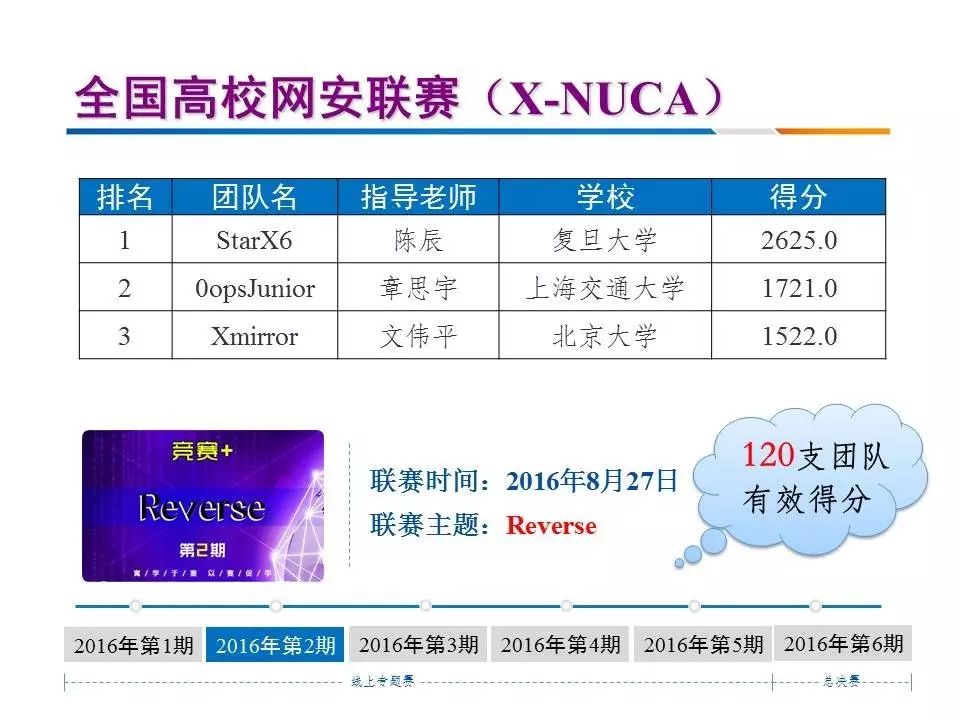 全国高校网安联赛（X-NUCA）
排名 团队名 指导老师 学校 得分
1 StarX6 陈辰 复旦大学 2625.0
2 0opsJunior 章思宇 上海交通大学 1721.0
3 Xmirror 文伟平 北京大学 1522.0
竞赛+
Reverse
第2期
寓/学/于/赛 以/赛/促/学
联赛时间：2016年8月27日
联赛主题：Reverse
120支团队
有效得分
2016年第1期 2016年第2期 2016年第3期 2016年第4期 2016年第5期 2016年第6期
线上专题赛 总决赛